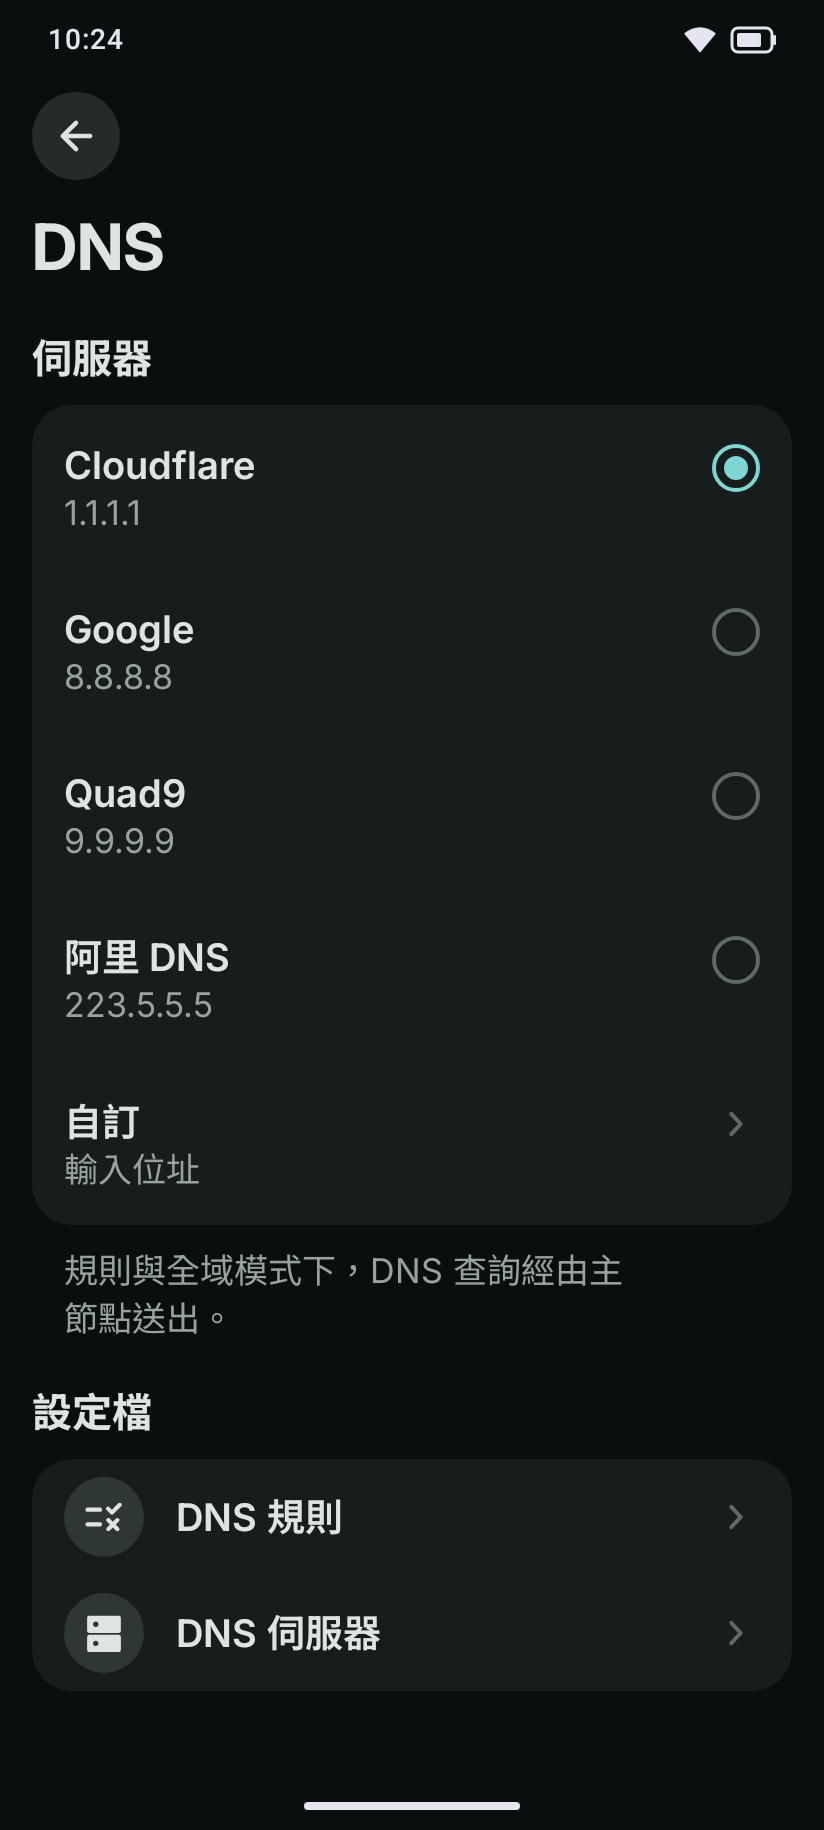 10:24
DNS
伺服器
Cloudflare
1.1.1.1
Google
8.8.8.8
Quad9
9.9.9.9
阿里 DNS
223.5.5.5
自訂
輸入位址
規則與全域模式下，DNS 查詢經由主
節點送出。
設定檔
DNS 規則
DNS 伺服器